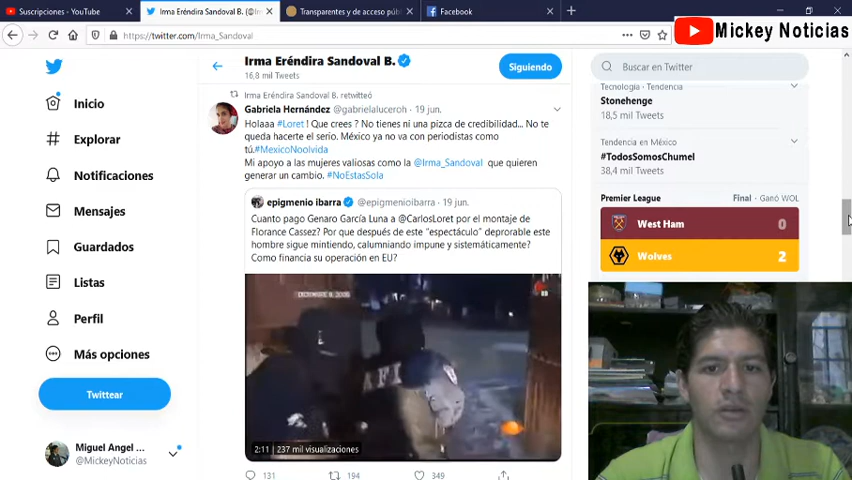 Suscripciones - YouTube
Irma Eréndira Sandoval B. (@Ir
Transparentes y de acceso púb
Facebook
https://twitter.com/Irma_Sandoval
Mickey Noticias
Inicio
Explorar
Notificaciones
Mensajes
Guardados
Listas
Perfil
Más opciones
Twittear
Miguel Angel ...
@MickeyNoticias
Irma Eréndira Sandoval B.
16,8 mil Tweets
Siguiendo
Irma Eréndira Sandoval B. retwitteó
Gabriela Hernández @gabrielaluceroh · 19 jun.
Holaaa #Loret ! Que crees ? No tienes ni una pizca de credibilidad... No te
queda hacerte el serio. México ya no va con periodistas como
tú.#MexicoNoolvida
Mi apoyo a las mujeres valiosas como la @Irma_Sandoval que quieren
generar un cambio. #NoEstasSola
epigmenio ibarra @epigmenioibarra · 19 jun.
Cuanto pago Genaro García Luna a @CarlosLoret por el montaje de
Florance Cassez? Por que después de este "espectáculo" deprorable este
hombre sigue mintiendo, calumniando impune y sistemáticamente?
Como financia su operación en EU?
AFI
2:11 237 mil visualizaciones
131 194 349
Buscar en Twitter
Tecnología · Tendencia
Stonehenge
18,5 mil Tweets
Tendencia en México
#TodosSomosChumel
38,4 mil Tweets
Premier League Final · Ganó WOL
West Ham 0
Wolves 2